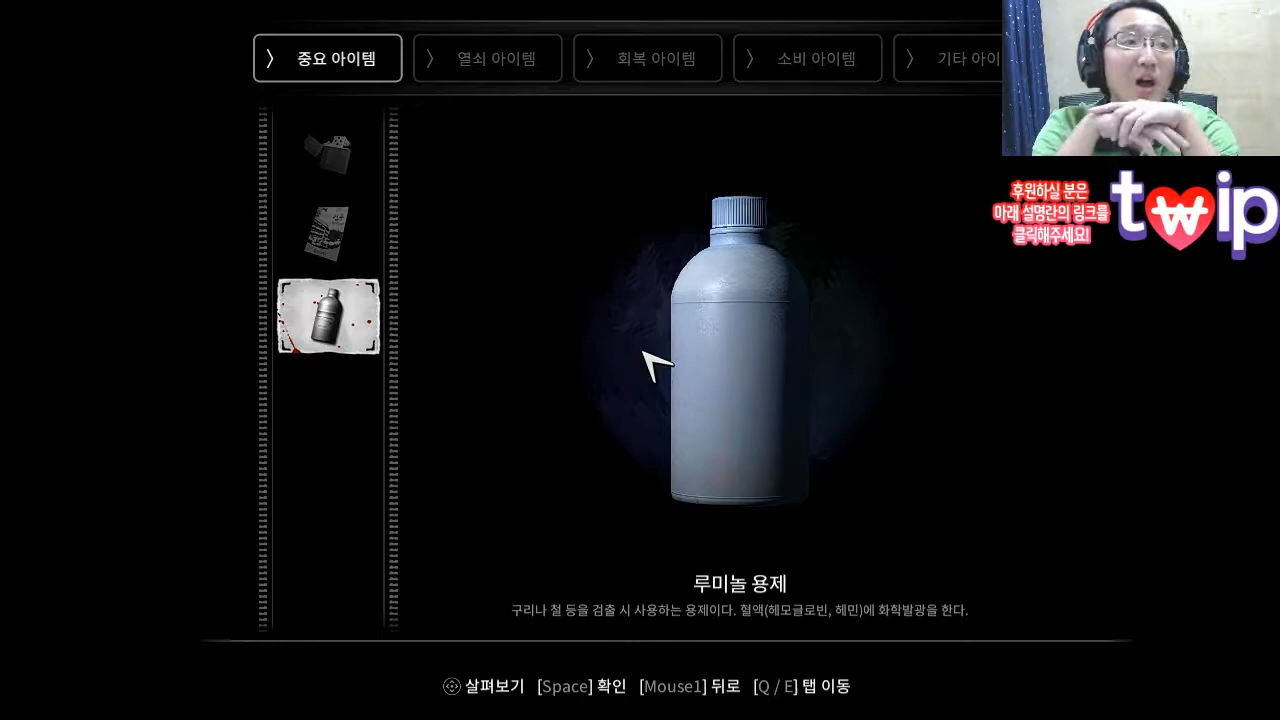 〉 중요 아이템
〉 열쇠 아이템
〉 회복 아이템
〉 소비 아이템
〉 기타 아이
후원하실 분은
아래 설명란의 링크를
클릭해주세요!
twip
루미놀 용제
구리나 철 등을 검출 시 사용하는 용제이다. 혈액(헤모글로빈, 헤민)에 화학발광을 한다.
살펴보기 [Space] 확인 [Mouse1] 뒤로 [Q / E] 탭 이동